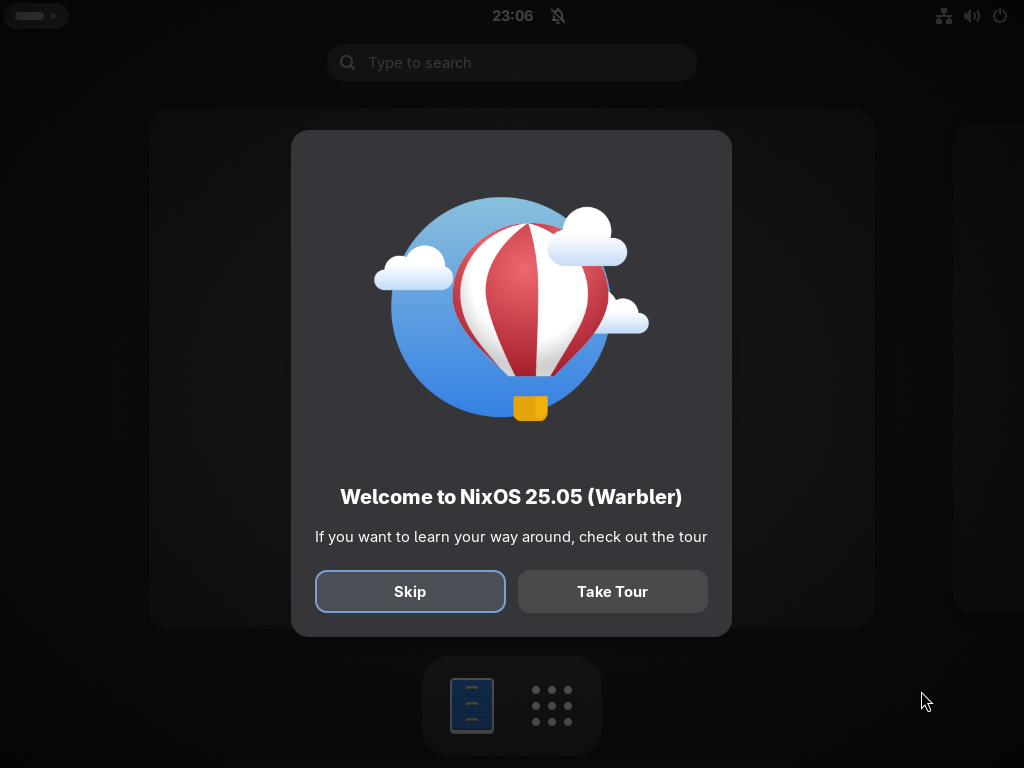 23:06
Type to search
Welcome to NixOS 25.05 (Warbler)
If you want to learn your way around, check out the tour
Skip
Take Tour